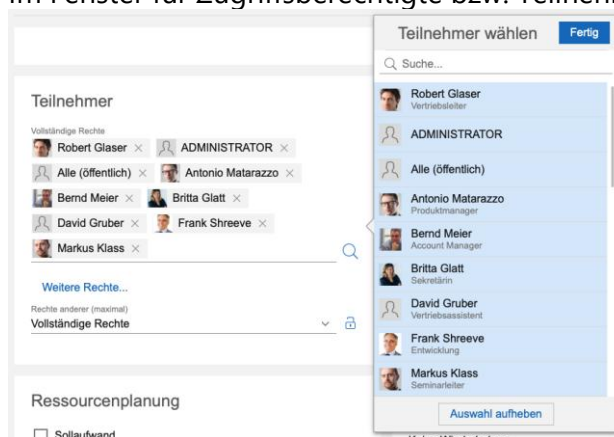 im Fenster für Zugriffsberechtigte bzw. Teilneh
Teilnehmer
Vollständige Rechte
Robert Glaser × ADMINISTRATOR ×
Alle (öffentlich) × Antonio Matarazzo ×
Bernd Meier × Britta Glatt ×
David Gruber × Frank Shreeve ×
Markus Klass ×
Weitere Rechte...
Rechte anderer (maximal)
Vollständige Rechte
Ressourcenplanung
Sollaufwand
Teilnehmer wählen Fertig
Suche...
Robert Glaser
Vertriebsleiter
ADMINISTRATOR
Alle (öffentlich)
Antonio Matarazzo
Produktmanager
Bernd Meier
Account Manager
Britta Glatt
Sekretärin
David Gruber
Vertriebsassistent
Frank Shreeve
Entwicklung
Markus Klass
Seminarleiter
Auswahl aufheben